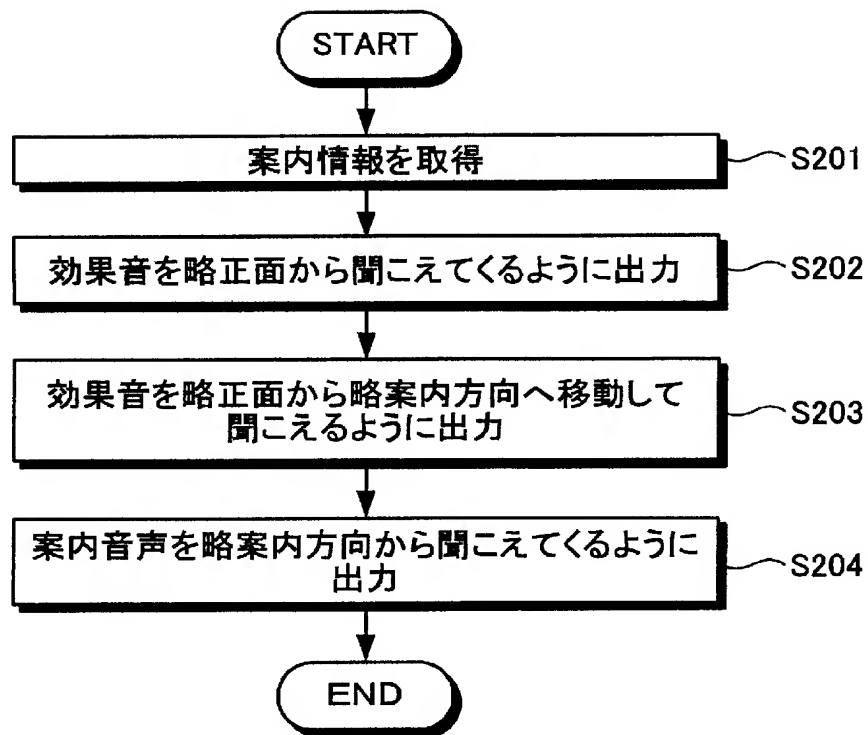 START
案内情報を取得
S201
効果音を略正面から聞こえてくるように出力
S202
効果音を略正面から略案内方向へ移動して
聞こえるように出力
S203
案内音声を略案内方向から聞こえてくるように
出力
S204
END